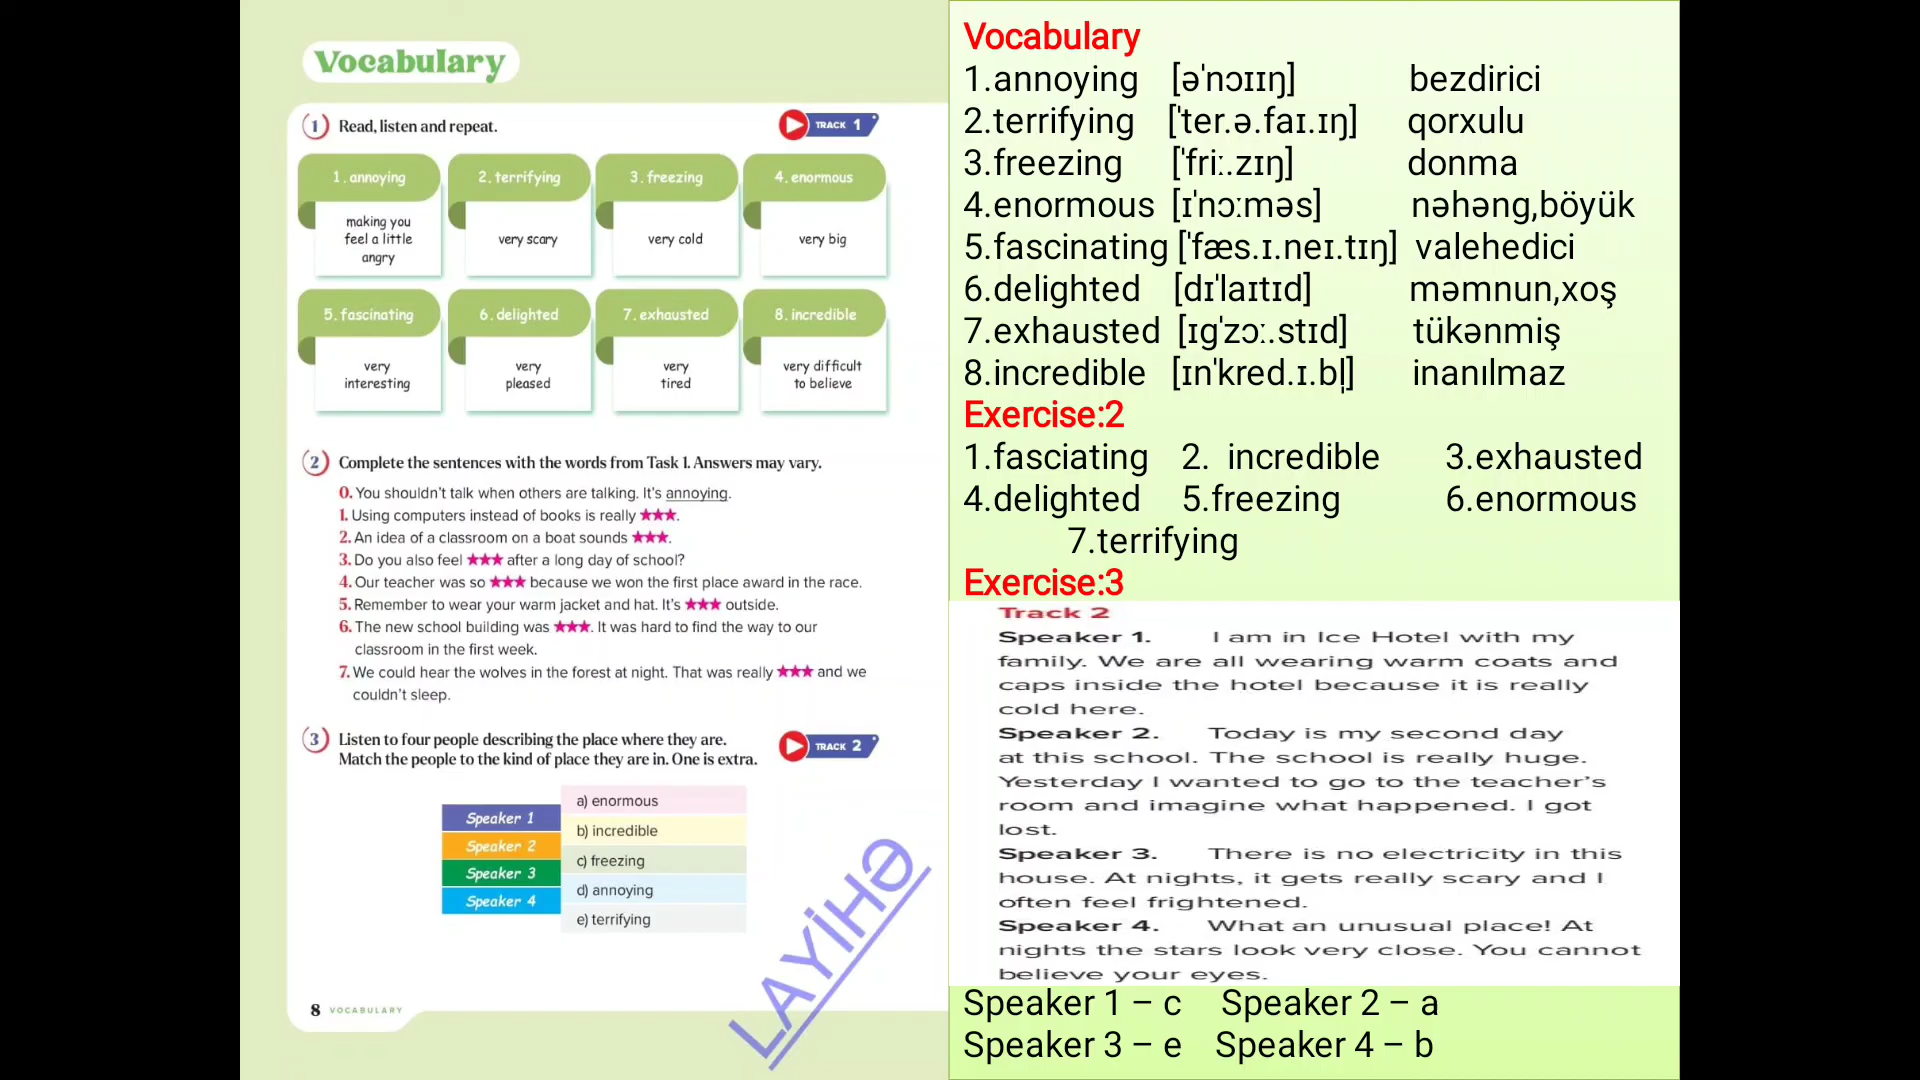 Vocabulary
1 Read, listen and repeat.
TRACK 1
1. annoying
making you
feel a little
angry
2. terrifying
very scary
3. freezing
very cold
4. enormous
very big
5. fascinating
very
interesting
6. delighted
very
pleased
7. exhausted
very
tired
8. incredible
very difficult
to believe
2 Complete the sentences with the words from Task 1. Answers may vary.
0. You shouldn't talk when others are talking. It's annoying.
1. Using computers instead of books is really ★★★.
2. An idea of a classroom on a boat sounds ★★★.
3. Do you also feel ★★★ after a long day of school?
4. Our teacher was so ★★★ because we won the first place award in the race.
5. Remember to wear your warm jacket and hat. It's ★★★ outside.
6. The new school building was ★★★. It was hard to find the way to our
classroom in the first week.
7. We could hear the wolves in the forest at night. That was really ★★★ and we
couldn't sleep.
3 Listen to four people describing the place where they are.
Match the people to the kind of place they are in. One is extra.
TRACK 2
Speaker 1
Speaker 2
Speaker 3
Speaker 4
a) enormous
b) incredible
c) freezing
d) annoying
e) terrifying
LAYİHƏ
8 VOCABULARY
Vocabulary
1.annoying [əˈnɔɪɪŋ] bezdirici
2.terrifying [ˈter.ə.faɪ.ɪŋ] qorxulu
3.freezing [ˈfriː.zɪŋ] donma
4.enormous [ɪˈnɔːməs] nəhəng,böyük
5.fascinating [ˈfæs.ɪ.neɪ.tɪŋ] valehedici
6.delighted [dɪˈlaɪtɪd] məmnun,xoş
7.exhausted [ɪgˈzɔː.stɪd] tükənmiş
8.incredible [ɪnˈkred.ɪ.bl̩] inanılmaz
Exercise:2
1.fasciating 2. incredible 3.exhausted
4.delighted 5.freezing 6.enormous
7.terrifying
Exercise:3
Track 2
Speaker 1. I am in Ice Hotel with my
family. We are all wearing warm coats and
caps inside the hotel because it is really
cold here.
Speaker 2. Today is my second day
at this school. The school is really huge.
Yesterday I wanted to go to the teacher's
room and imagine what happened. I got
lost.
Speaker 3. There is no electricity in this
house. At nights, it gets really scary and I
often feel frightened.
Speaker 4. What an unusual place! At
nights the stars look very close. You cannot
believe your eyes.
Speaker 1 – c Speaker 2 – a
Speaker 3 – e Speaker 4 – b